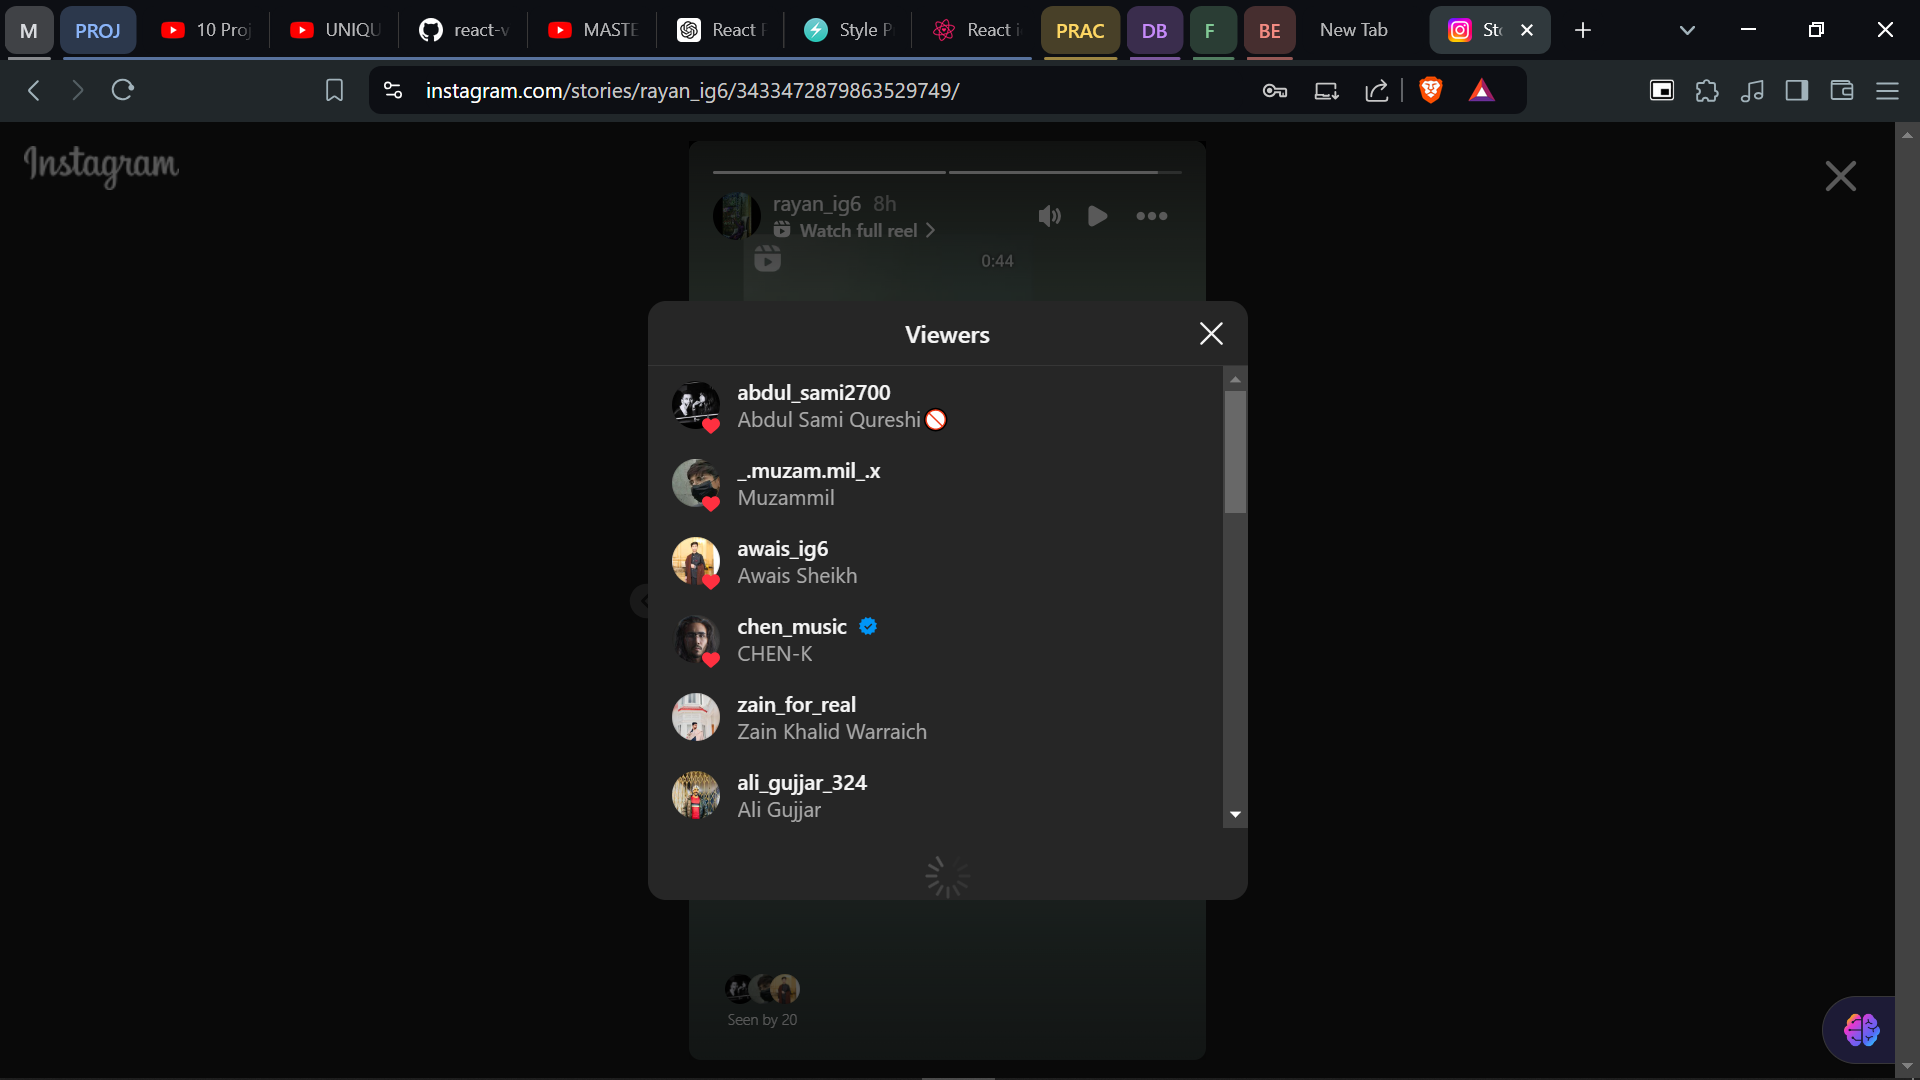 M
PROJ
10 Proj
UNIQU
react-v
MASTE
React F
Style P
React i
PRAC
DB
F
BE
New Tab
Sto
instagram.com/stories/rayan_ig6/3433472879863529749/
Instagram
rayan_ig6 8h
Watch full reel
0:44
Viewers
abdul_sami2700
Abdul Sami Qureshi🚫
_.muzam.mil_.x
Muzammil
awais_ig6
Awais Sheikh
chen_music
CHEN-K
zain_for_real
Zain Khalid Warraich
ali_gujjar_324
Ali Gujjar
Seen by 20